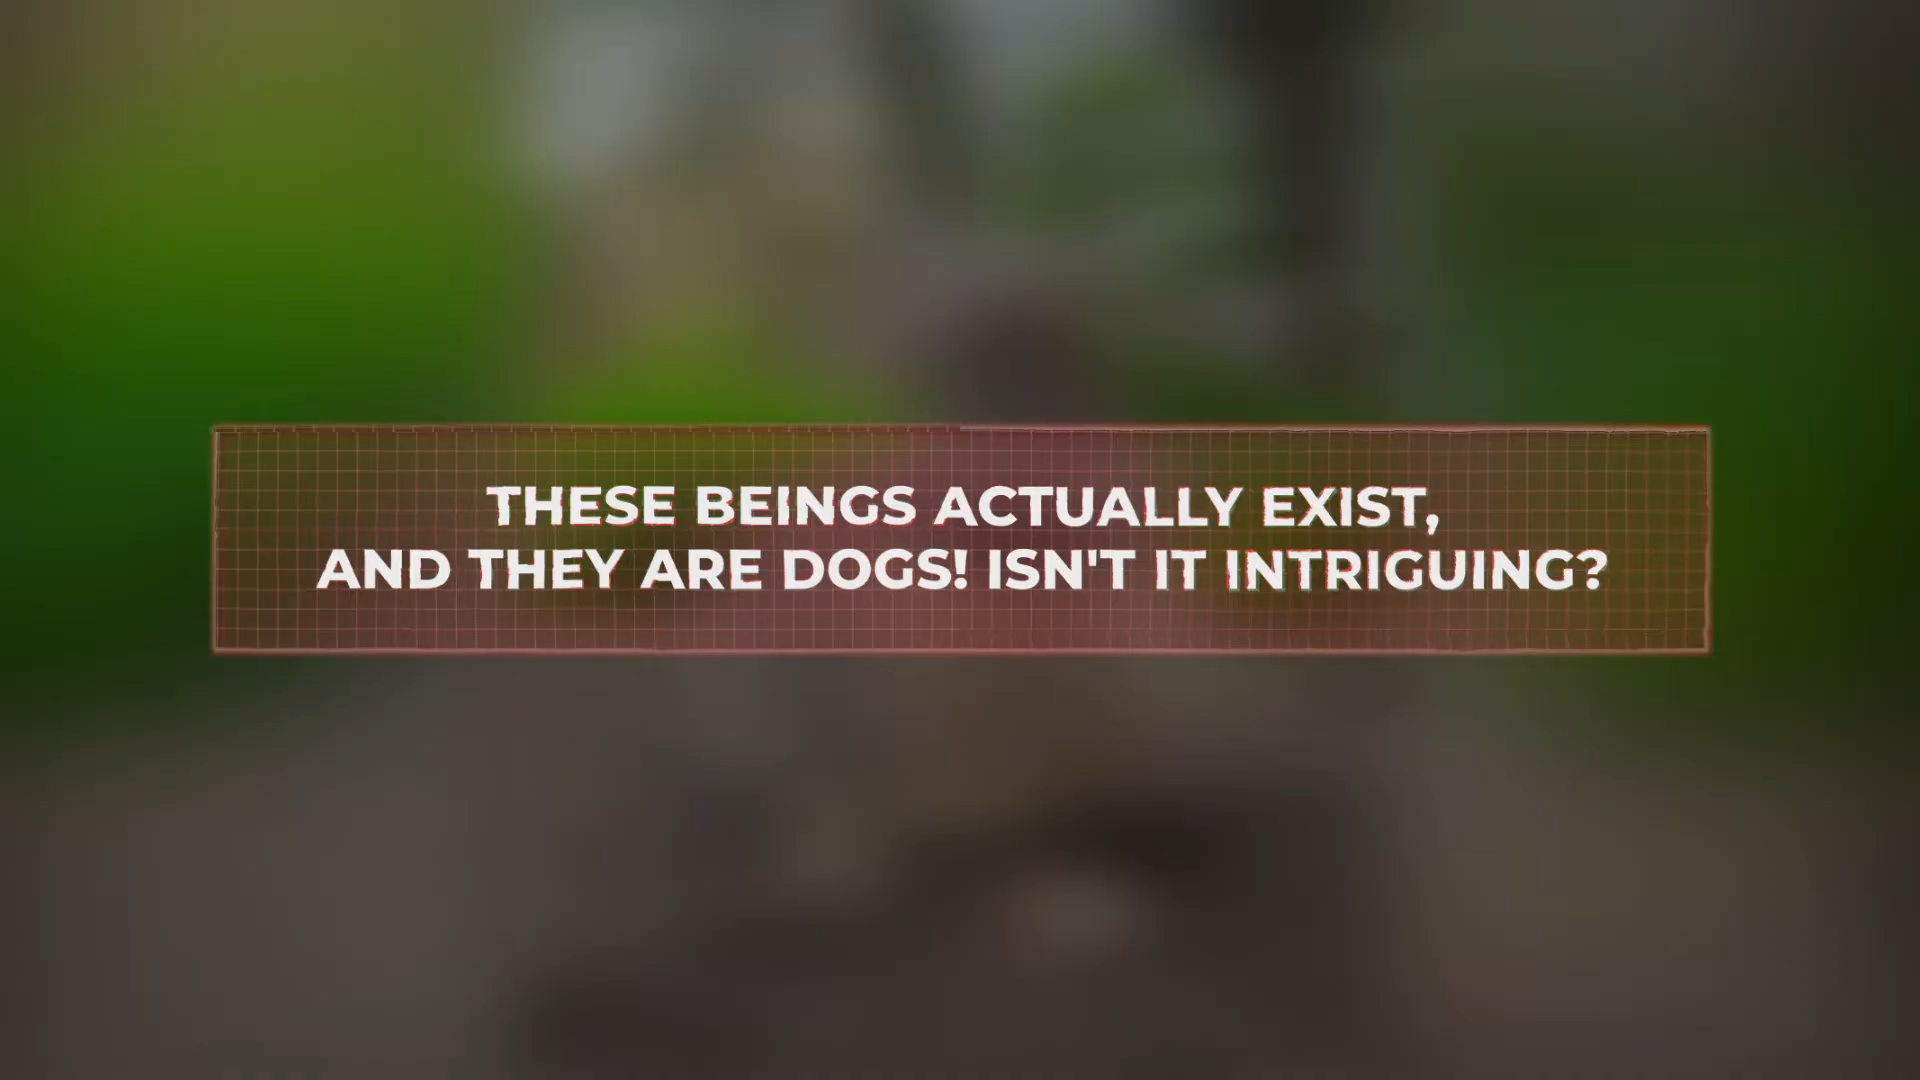 THESE BEINGS ACTUALLY EXIST,
AND THEY ARE DOGS! ISN'T IT INTRIGUING?